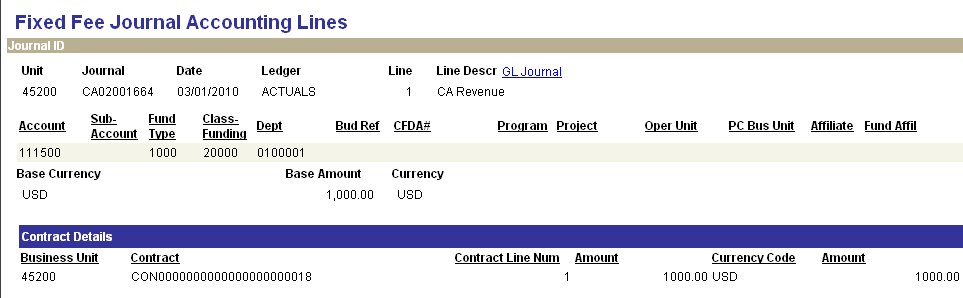 Fixed Fee Journal Accounting Lines
Journal ID
Unit Journal Date Ledger Line Line Descr GL Journal
45200 CA02001664 03/01/2010 ACTUALS 1 CA Revenue
Account Sub-Account Fund Type Class-Funding Dept Bud Ref CFDA# Program Project Oper Unit PC Bus Unit Affiliate Fund Affil
111500 1000 20000 0100001
Base Currency Base Amount Currency
USD 1,000.00 USD
Contract Details
Business Unit Contract Contract Line Num Amount Currency Code Amount
45200 CON0000000000000000000018 1 1000.00 USD 1000.00